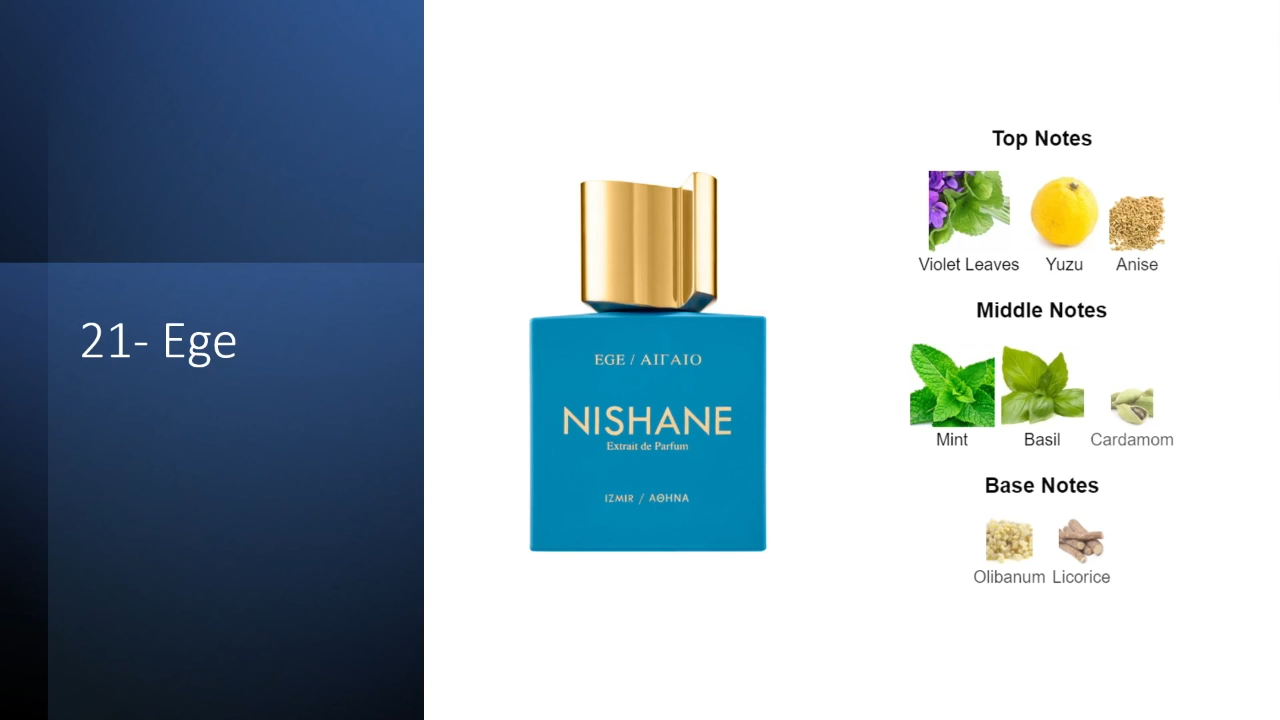 21- Ege
EGE / ΑΙΓΑΙΟ
NISHANE
Extrait de Parfum
IZMIR / ΑΘΗΝΑ
Top Notes
Violet Leaves Yuzu Anise
Middle Notes
Mint Basil Cardamom
Base Notes
Olibanum Licorice